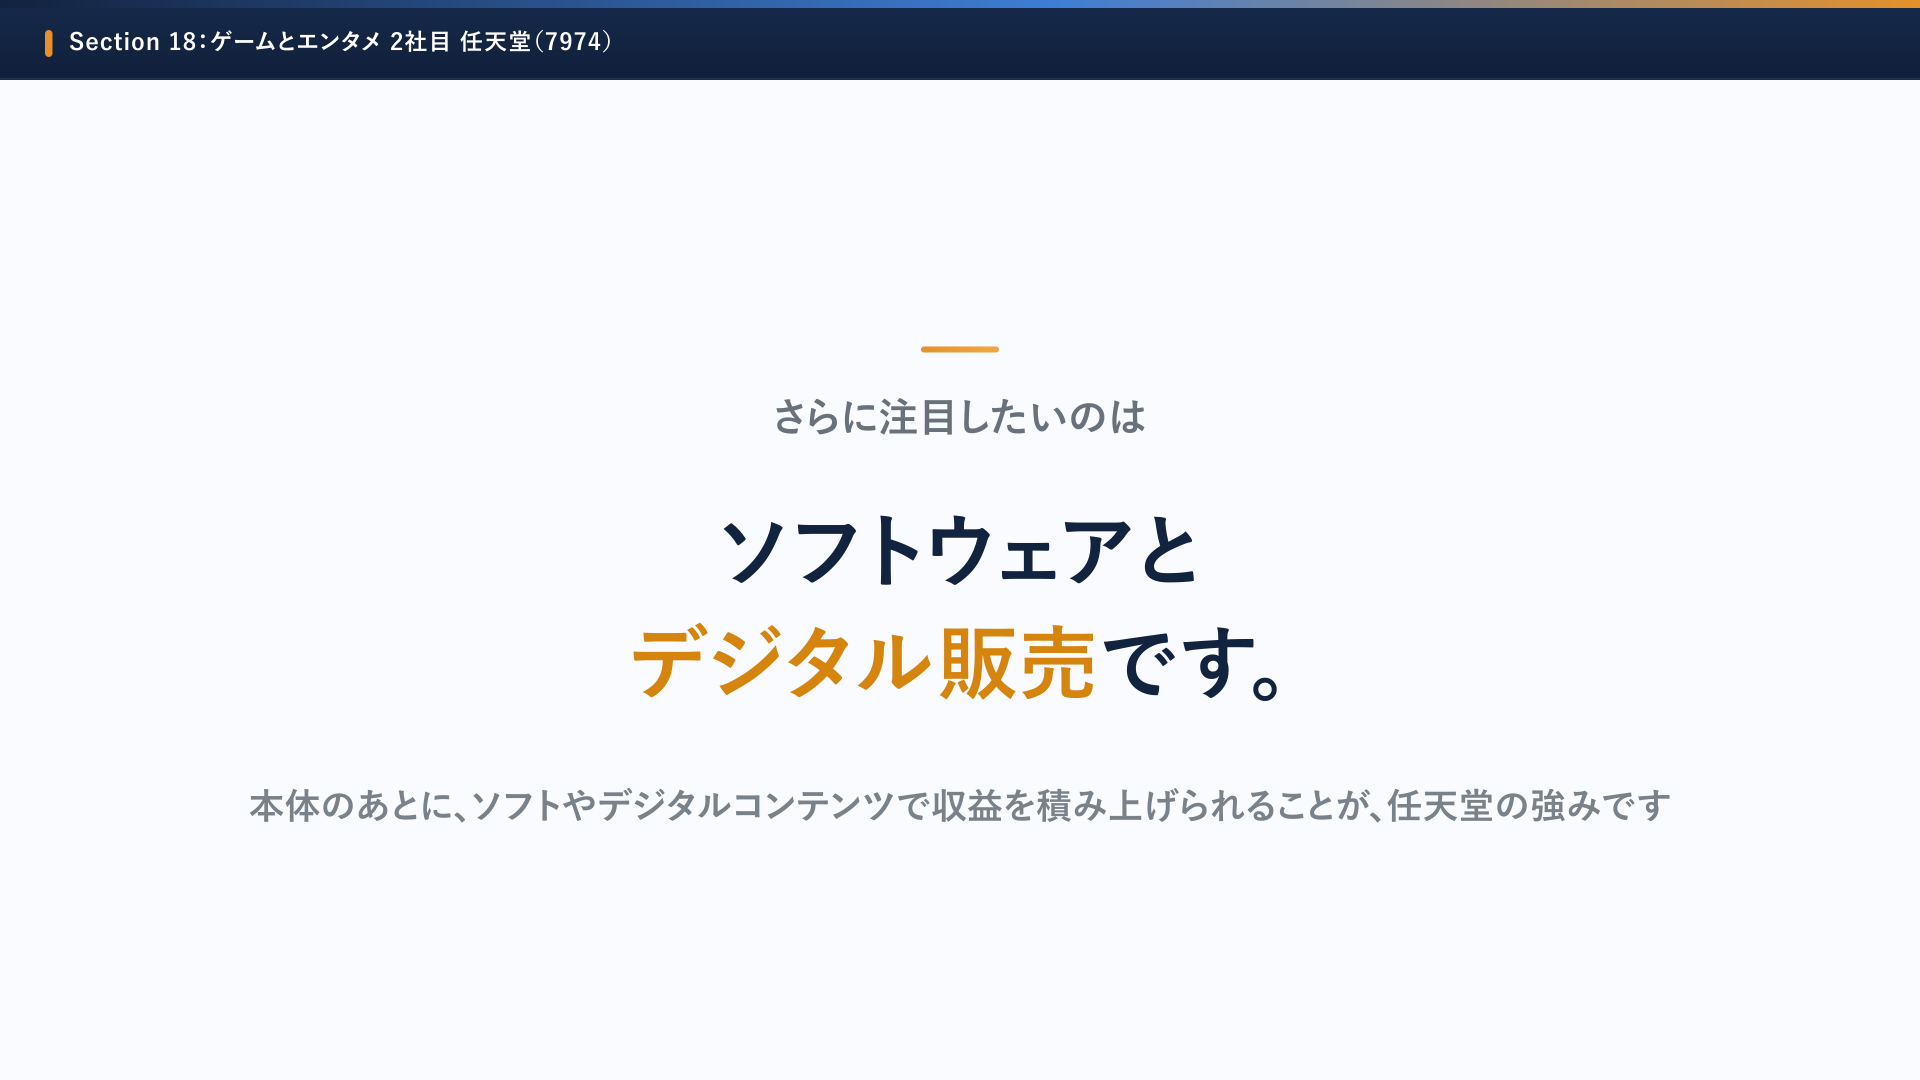 Section 18：ゲームとエンタメ 2社目 任天堂（7974）
さらに注目したいのは
ソフトウェアと
デジタル販売です。
本体のあとに、ソフトやデジタルコンテンツで収益を積み上げられることが、任天堂の強みです